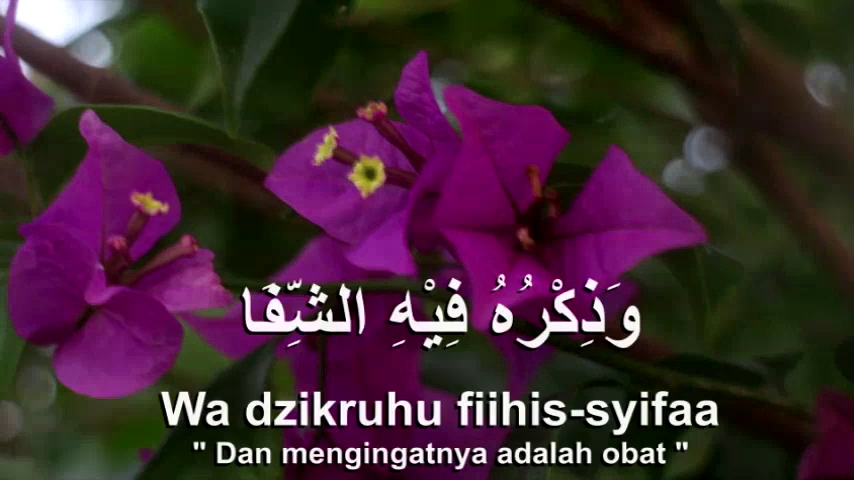 وَذِكْرُهُ فِيْهِ الشِّفَا
Wa dzikruhu fiihis-syifaa
" Dan mengingatnya adalah obat "